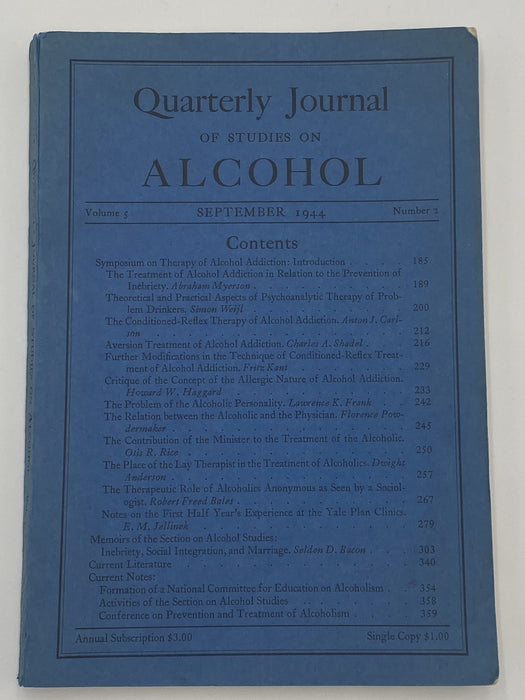 Quarterly Journal
OF STUDIES ON
ALCOHOL
Volume 5 SEPTEMBER 1944 Number 2
Contents
Symposium on Therapy of Alcohol Addiction: Introduction . . . . 185
The Treatment of Alcohol Addiction in Relation to the Prevention of
Inebriety. Abraham Myerson . . . . . . . . . . 189
Theoretical and Practical Aspects of Psychoanalytic Therapy of Prob-
lem Drinkers. Simon Weijl . . . . . . . . . . 200
The Conditioned-Reflex Therapy of Alcohol Addiction. Anton J. Carl-
son . . . . . . . . . . 212
Aversion Treatment of Alcohol Addiction. Charles A. Shadel . . 216
Further Modifications in the Technique of Conditioned-Reflex Treat-
ment of Alcohol Addiction. Fritz Kant . . . . . 229
Critique of the Concept of the Allergic Nature of Alcohol Addiction.
Howard W. Haggard . . . . . . . . . . 233
The Problem of the Alcoholic Personality. Lawrence K. Frank . . 242
The Relation between the Alcoholic and the Physician. Florence Pow-
dermaker . . . . . . . . . . 245
The Contribution of the Minister to the Treatment of the Alcoholic.
Otis R. Rice . . . . . . . . . . 250
The Place of the Lay Therapist in the Treatment of Alcoholics. Dwight
Anderson . . . . . . . . . . 257
The Therapeutic Role of Alcoholics Anonymous as Seen by a Sociol-
ogist. Robert Freed Bales . . . . . . . . . . 267
Notes on the First Half Year's Experience at the Yale Plan Clinics.
E. M. Jellinek . . . . . . . . . . 279
Memoirs of the Section on Alcohol Studies:
Inebriety, Social Integration, and Marriage. Selden D. Bacon . . . 303
Current Literature . . . . . . . . . . 340
Current Notes:
Formation of a National Committee for Education on Alcoholism . . 354
Activities of the Section on Alcohol Studies . . . . . . 358
Conference on Prevention and Treatment of Alcoholism . . . 359
Annual Subscription $3.00 Single Copy $1.00